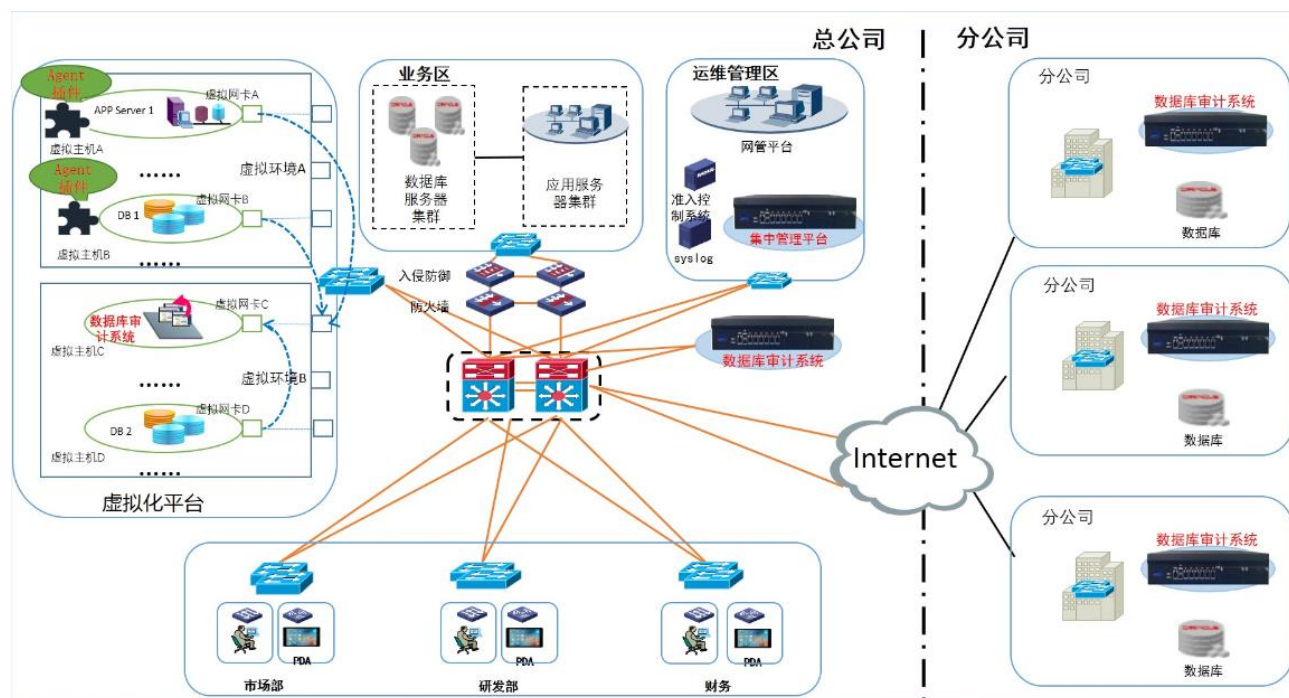 总公司
分公司
Agent
插件
APP Server 1
虚拟网卡A
虚拟主机A
······
虚拟环境A
Agent
插件
虚拟网卡B
DB 1
虚拟主机B
······
虚拟网卡C
数据库审
计系统
虚拟主机C
······
虚拟环境B
虚拟网卡D
DB 2
虚拟主机D
······
虚拟化平台
业务区
数据库
服务器
集群
应用服务
器集群
入侵防御
防火墙
运维管理区
网管平台
准入控
制系统
集中管理平台
syslog
数据库审计系统
Internet
PDA
市场部
PDA
研发部
PDA
财务
分公司
数据库审计系统
数据库
分公司
数据库审计系统
数据库
分公司
数据库审计系统
数据库